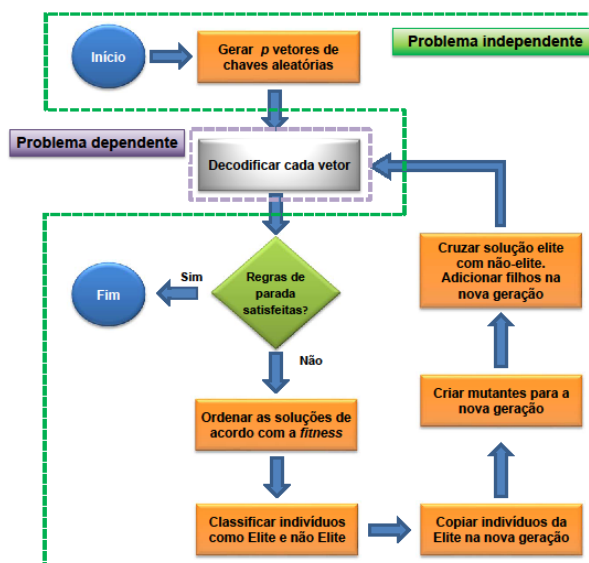 Problema independente
Início
Gerar p vetores de
chaves aleatórias
Problema dependente
Decodificar cada vetor
Regras de
parada
satisfeitas?
Sim
Fim
Não
Ordenar as soluções de
acordo com a fitness
Classificar indivíduos
como Elite e não Elite
Copiar indivíduos da
Elite na nova geração
Criar mutantes para a
nova geração
Cruzar solução elite
com não-elite.
Adicionar filhos na
nova geração